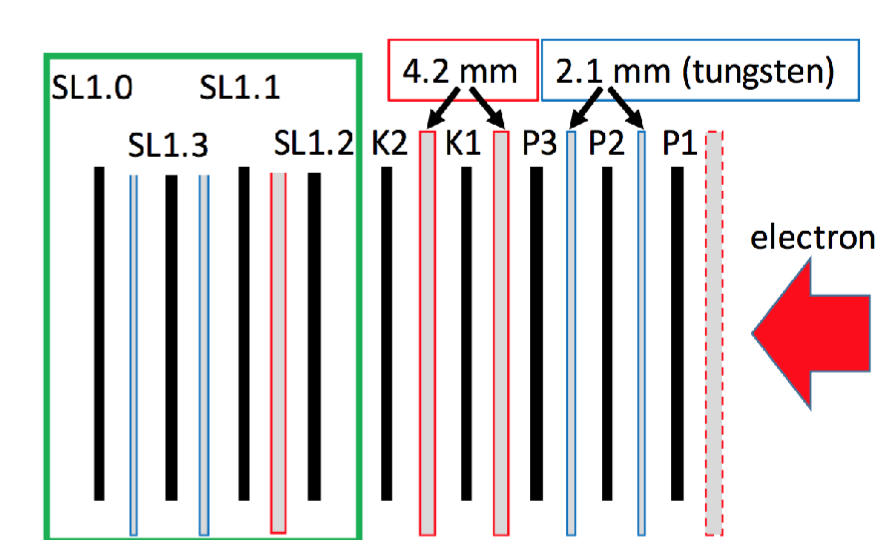 4.2 mm
2.1 mm (tungsten)
SL1.0
SL1.1
SL1.3
SL1.2
K2
K1
P3
P2
P1
electron